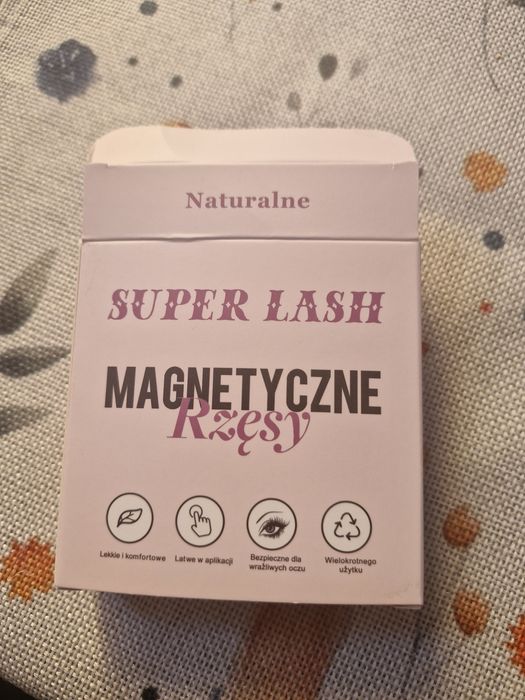 Naturalne
SUPER LASH
MAGNETYCZNE
Rzęsy
Lekkie i komfortowe
Łatwe w aplikacji
Bezpieczne dla
wrażliwych oczu
Wielokrotnego
użytku